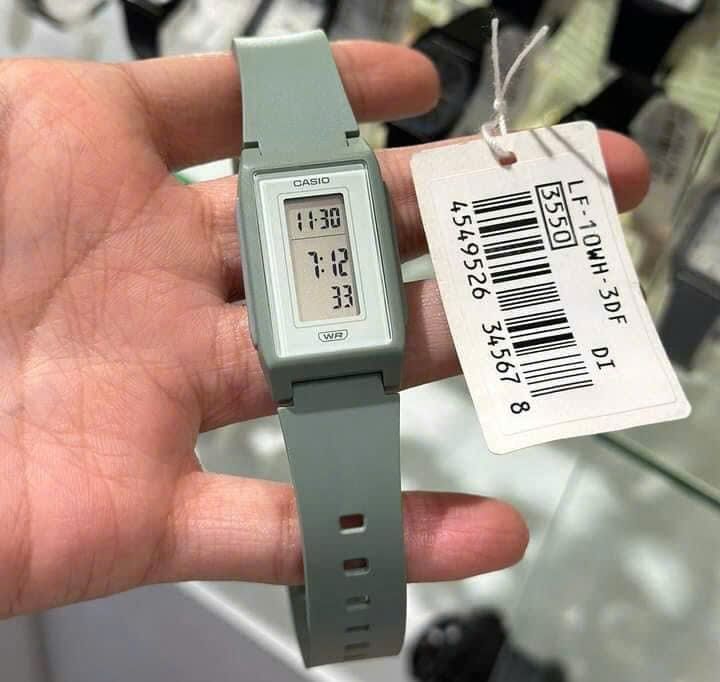 CASIO
11-30
7:12
33
WR
LF-10WH-3DF
3550
DI
4549526 34567 8